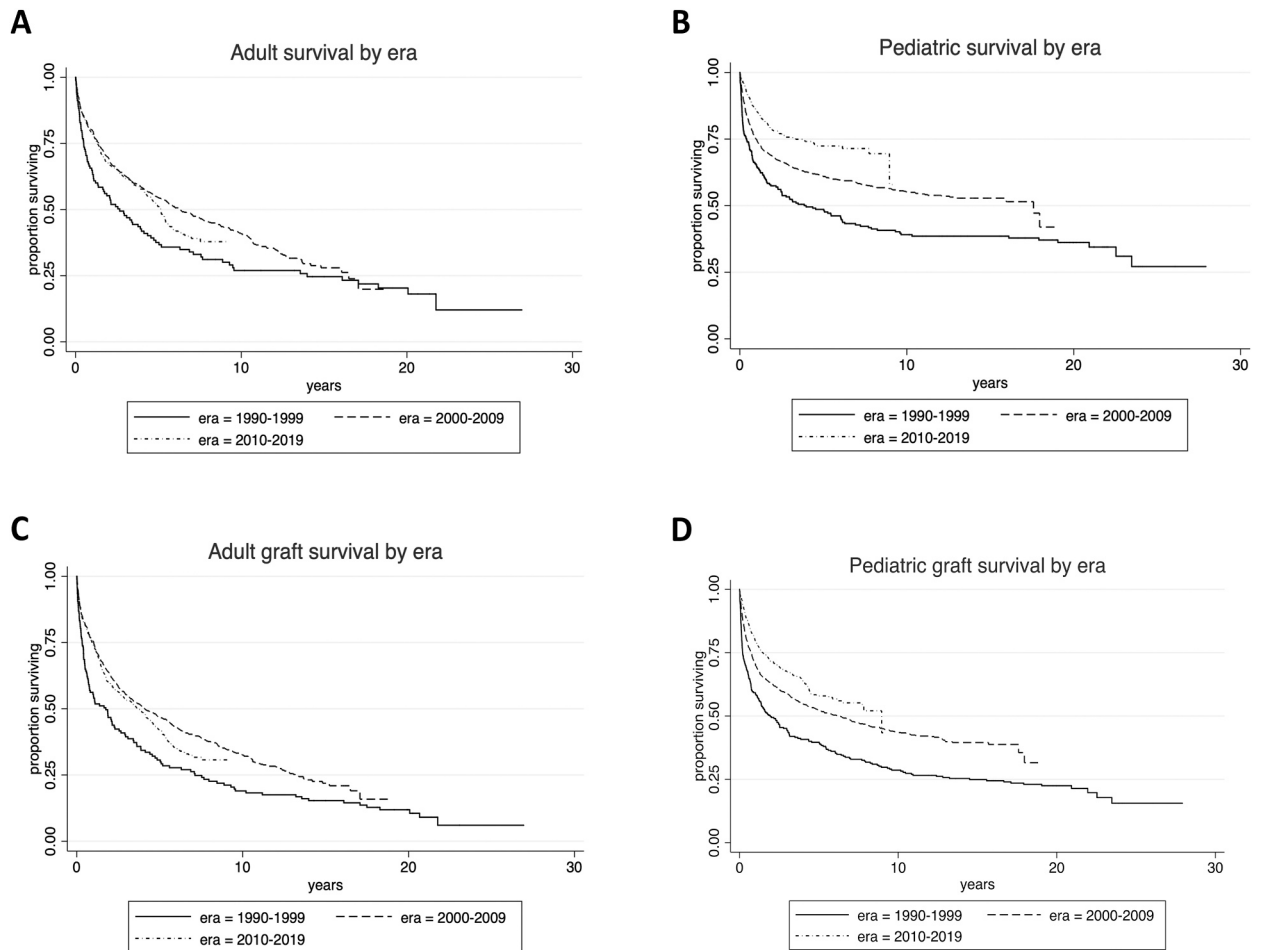 A
Adult survival by era
proportion surviving
1.00
0.75
0.50
0.25
0.00
0
10
20
30
years
era = 1990-1999
era = 2000-2009
era = 2010-2019
B
Pediatric survival by era
proportion surviving
1.00
0.75
0.50
0.25
0.00
0
10
20
30
years
era = 1990-1999
era = 2000-2009
era = 2010-2019
C
Adult graft survival by era
proportion surviving
1.00
0.75
0.50
0.25
0.00
0
10
20
30
years
era = 1990-1999
era = 2000-2009
era = 2010-2019
D
Pediatric graft survival by era
proportion surviving
1.00
0.75
0.50
0.25
0.00
0
10
20
30
years
era = 1990-1999
era = 2000-2009
era = 2010-2019